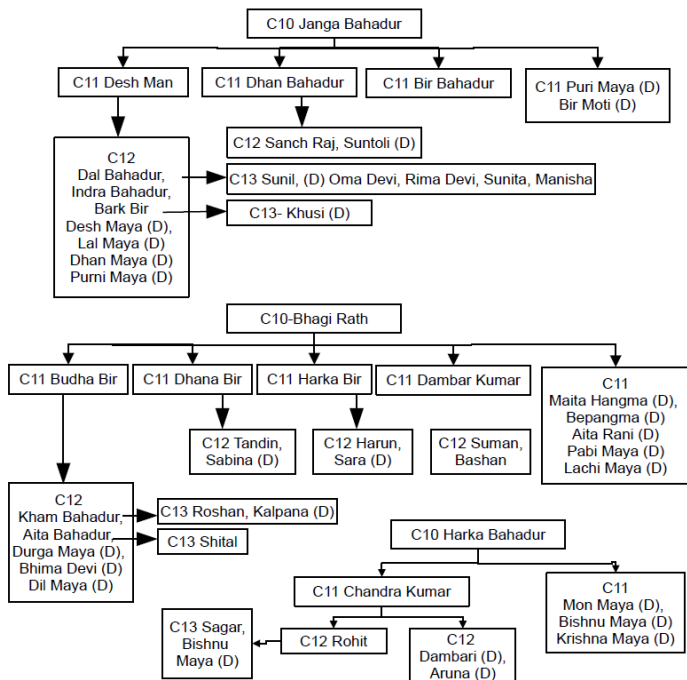 C10 Janga Bahadur
C11 Desh Man
C11 Dhan Bahadur
C11 Bir Bahadur
C11 Puri Maya (D)
Bir Moti (D)
C12 Sanch Raj, Suntoli (D)
C12
Dal Bahadur,
Indra Bahadur,
Bark Bir
Desh Maya (D),
Lal Maya (D)
Dhan Maya (D)
Purni Maya (D)
C13 Sunil, (D) Oma Devi, Rima Devi, Sunita, Manisha
C13- Khusi (D)
C10-Bhagi Rath
C11 Budha Bir
C11 Dhana Bir
C11 Harka Bir
C11 Dambar Kumar
C11
Maita Hangma (D),
Bepangma (D)
Aita Rani (D)
Pabi Maya (D)
Lachi Maya (D)
C12 Tandin,
Sabina (D)
C12 Harun,
Sara (D)
C12 Suman,
Bashan
C12
Kham Bahadur,
Aita Bahadur,
Durga Maya (D),
Bhima Devi (D)
Dil Maya (D)
C13 Roshan, Kalpana (D)
C13 Shital
C10 Harka Bahadur
C11 Chandra Kumar
C11
Mon Maya (D),
Bishnu Maya (D)
Krishna Maya (D)
C13 Sagar,
Bishnu
Maya (D)
C12 Rohit
C12
Dambari (D),
Aruna (D)